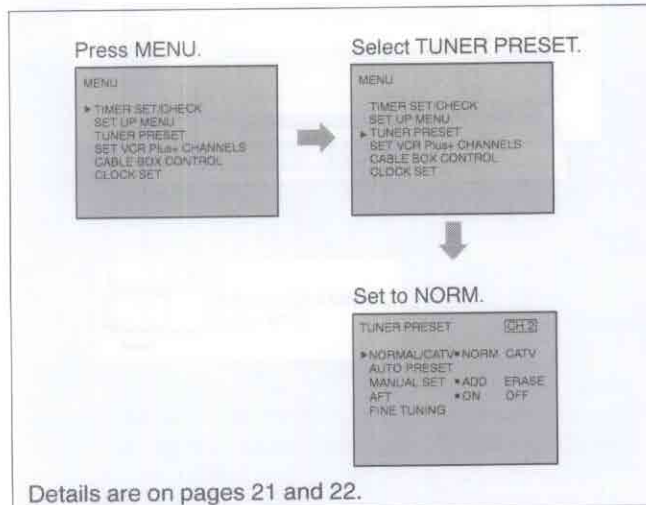 Press MENU.
MENU
▶ TIMER SET/CHECK
SET UP MENU
TUNER PRESET
SET VCR Plus+ CHANNELS
CABLE BOX CONTROL
CLOCK SET
Select TUNER PRESET.
MENU
TIMER SET/CHECK
SET UP MENU
▶ TUNER PRESET
SET VCR Plus+ CHANNELS
CABLE BOX CONTROL
CLOCK SET
Set to NORM.
TUNER PRESET CH 2
▶NORMAL/CATV ■NORM CATV
AUTO PRESET
MANUAL SET ■ADD ERASE
AFT ■ON OFF
FINE TUNING
Details are on pages 21 and 22.